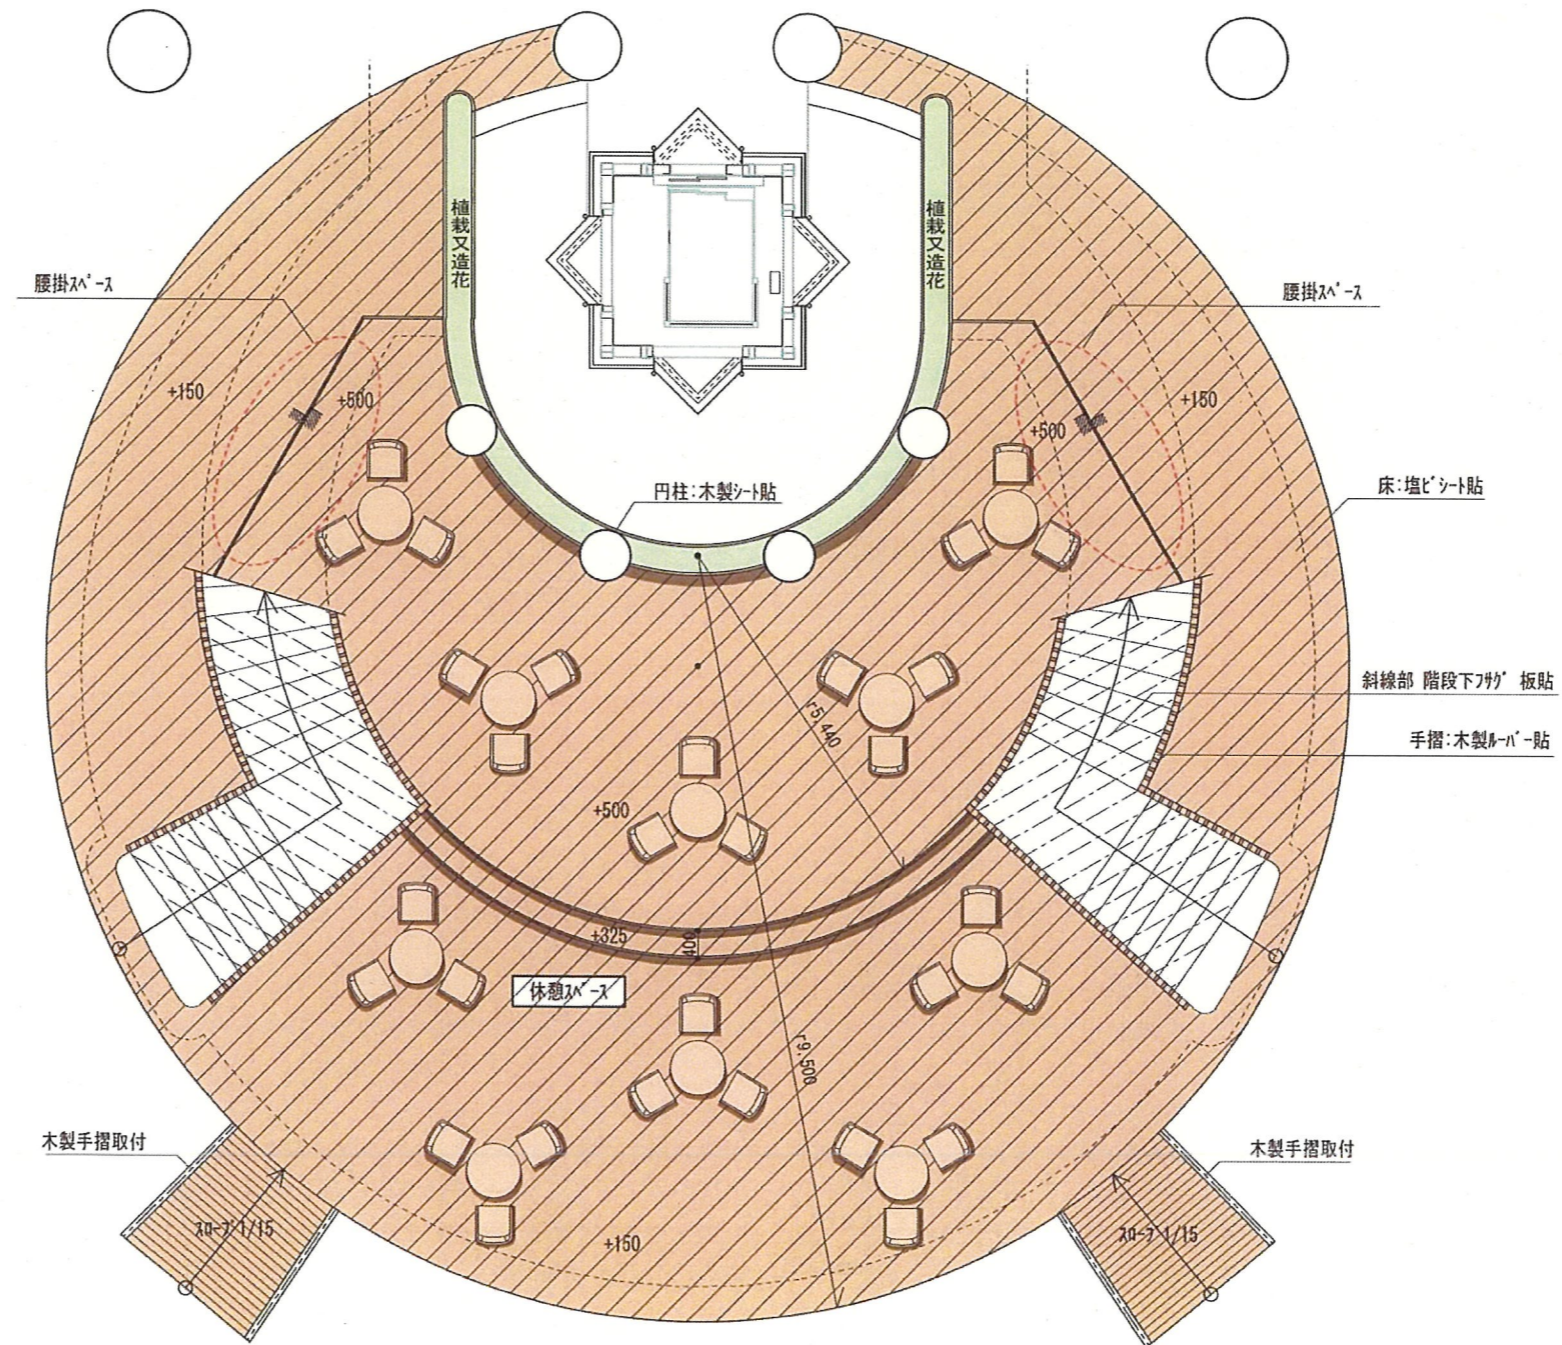 植栽又造花
植栽又造花
腰掛ｽﾍﾟｰｽ
腰掛ｽﾍﾟｰｽ
+150
+500
+500
+150
円柱:木製ｼｰﾄ貼
床:塩ﾋﾞｼｰﾄ貼
斜線部 階段下ﾌｻｸﾞ 板貼
r5,440
手摺:木製ﾙｰﾊﾞｰ貼
+500
+325
400
休憩ｽﾍﾟｰｽ
r9,500
木製手摺取付
木製手摺取付
ｽﾛｰﾌﾟ1/15
+150
ｽﾛｰﾌﾟ1/15